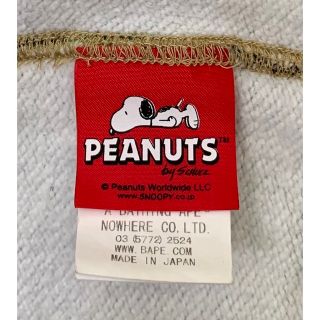 PEANUTS™
by SCHULZ
© Peanuts Worldwide LLC
www.SNOOPY.co.jp
A BATHING APE
NOWHERE CO. LTD.
03 (5772) 2524
WWW.BAPE.COM
MADE IN JAPAN